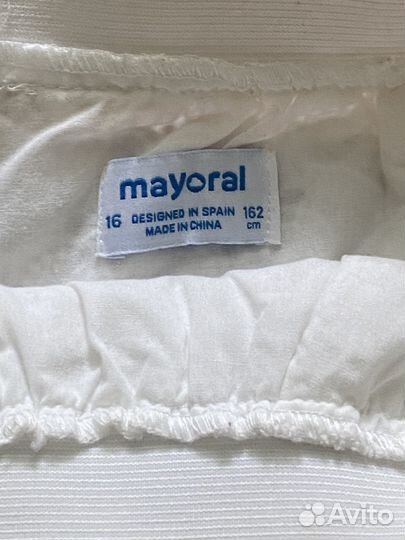 mayoral
16 DESIGNED IN SPAIN 162
MADE IN CHINA cm
Avito